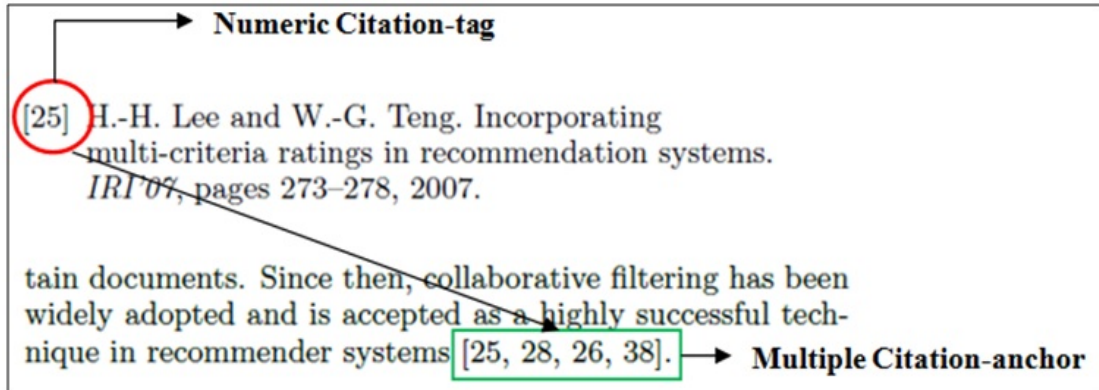 Numeric Citation-tag
[25] H.-H. Lee and W.-G. Teng. Incorporating
multi-criteria ratings in recommendation systems.
IRI'07, pages 273–278, 2007.
tain documents. Since then, collaborative filtering has been
widely adopted and is accepted as a highly successful tech-
nique in recommender systems [25, 28, 26, 38].
Multiple Citation-anchor